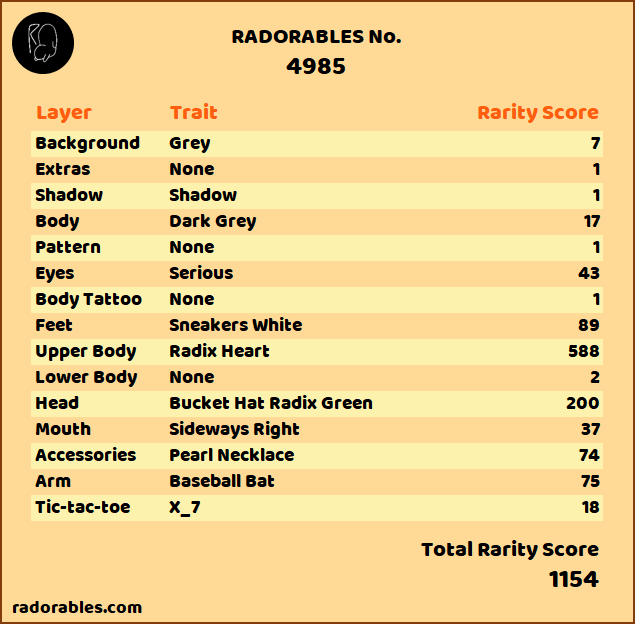 RADORABLES No.
4985
Layer Trait Rarity Score
Background Grey 7
Extras None 1
Shadow Shadow 1
Body Dark Grey 17
Pattern None 1
Eyes Serious 43
Body Tattoo None 1
Feet Sneakers White 89
Upper Body Radix Heart 588
Lower Body None 2
Head Bucket Hat Radix Green 200
Mouth Sideways Right 37
Accessories Pearl Necklace 74
Arm Baseball Bat 75
Tic-tac-toe X_7 18
Total Rarity Score
1154
radorables.com